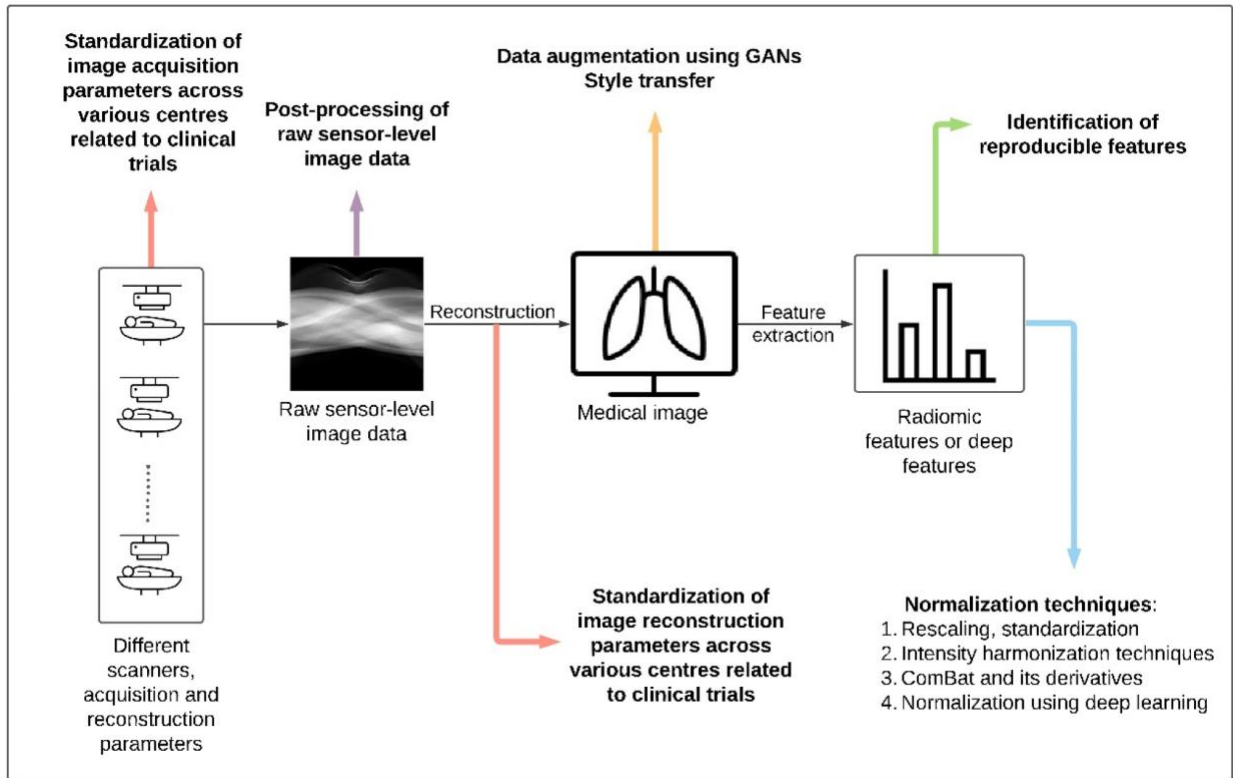 Standardization of
image acquisition
parameters across
various centres
related to clinical
trials
Post-processing of
raw sensor-level
image data
Data augmentation using GANs
Style transfer
Identification of
reproducible features
Reconstruction
Feature
extraction
Raw sensor-level
image data
Medical image
Radiomic
features or deep
features
Different
scanners,
acquisition and
reconstruction
parameters
Standardization of
image reconstruction
parameters across
various centres related
to clinical trials
Normalization techniques:
1. Rescaling, standardization
2. Intensity harmonization techniques
3. ComBat and its derivatives
4. Normalization using deep learning